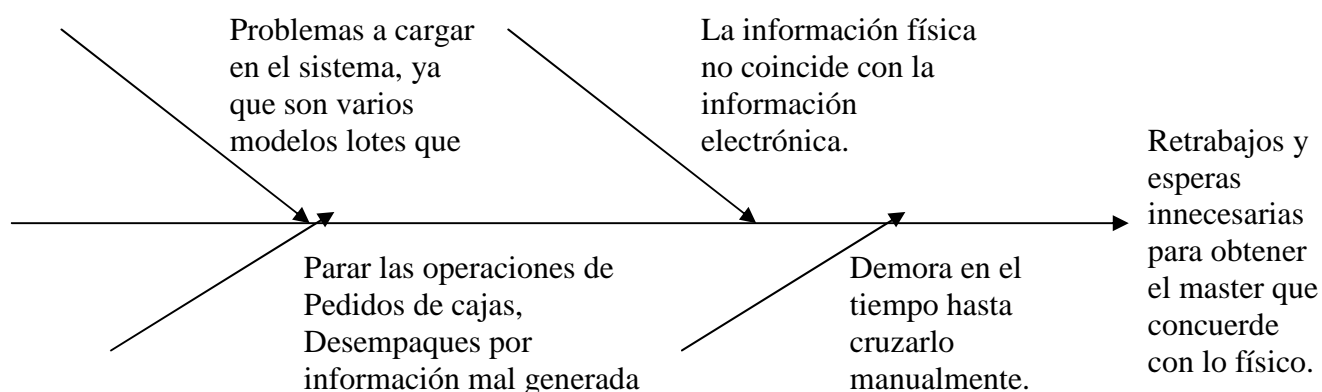 Problemas a cargar
en el sistema, ya
que son varios
modelos lotes que
La información física
no coincide con la
información
electrónica.
Parar las operaciones de
Pedidos de cajas,
Desempaques por
información mal generada
Demora en el
tiempo hasta
cruzarlo
manualmente.
Retrabajos y
esperas
innecesarias
para obtener
el master que
concuerde
con lo físico.